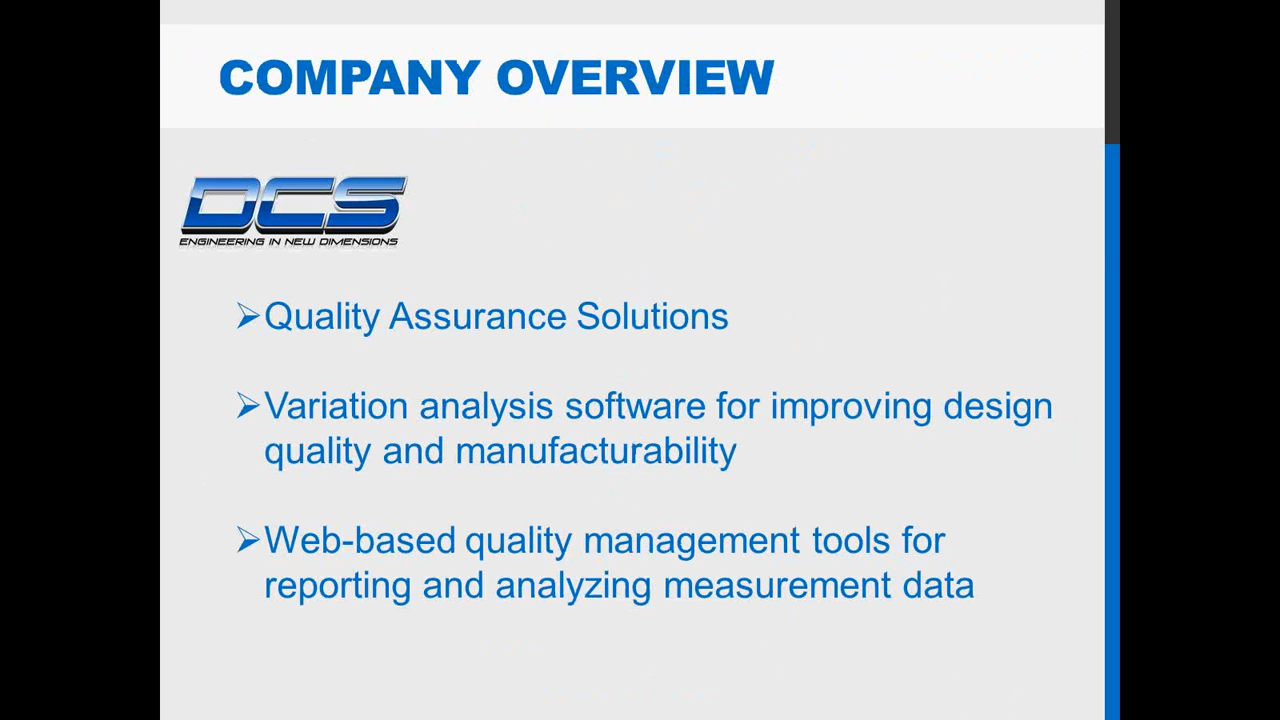 COMPANY OVERVIEW
DCS
ENGINEERING IN NEW DIMENSIONS
➢Quality Assurance Solutions
➢Variation analysis software for improving design
quality and manufacturability
➢Web-based quality management tools for
reporting and analyzing measurement data